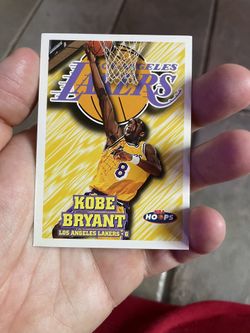 LOS ANGELES
LAKERS
8
KOBE
BRYANT
LOS ANGELES LAKERS • G
HOOPS